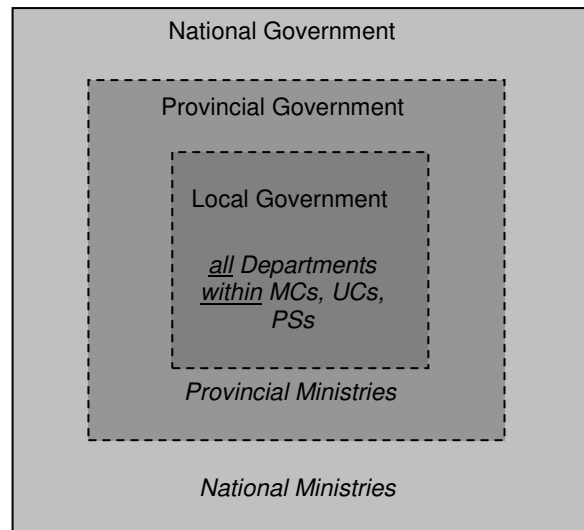 National Government
Provincial Government
Local Government
all Departments
within MCs, UCs,
PSs
Provincial Ministries
National Ministries